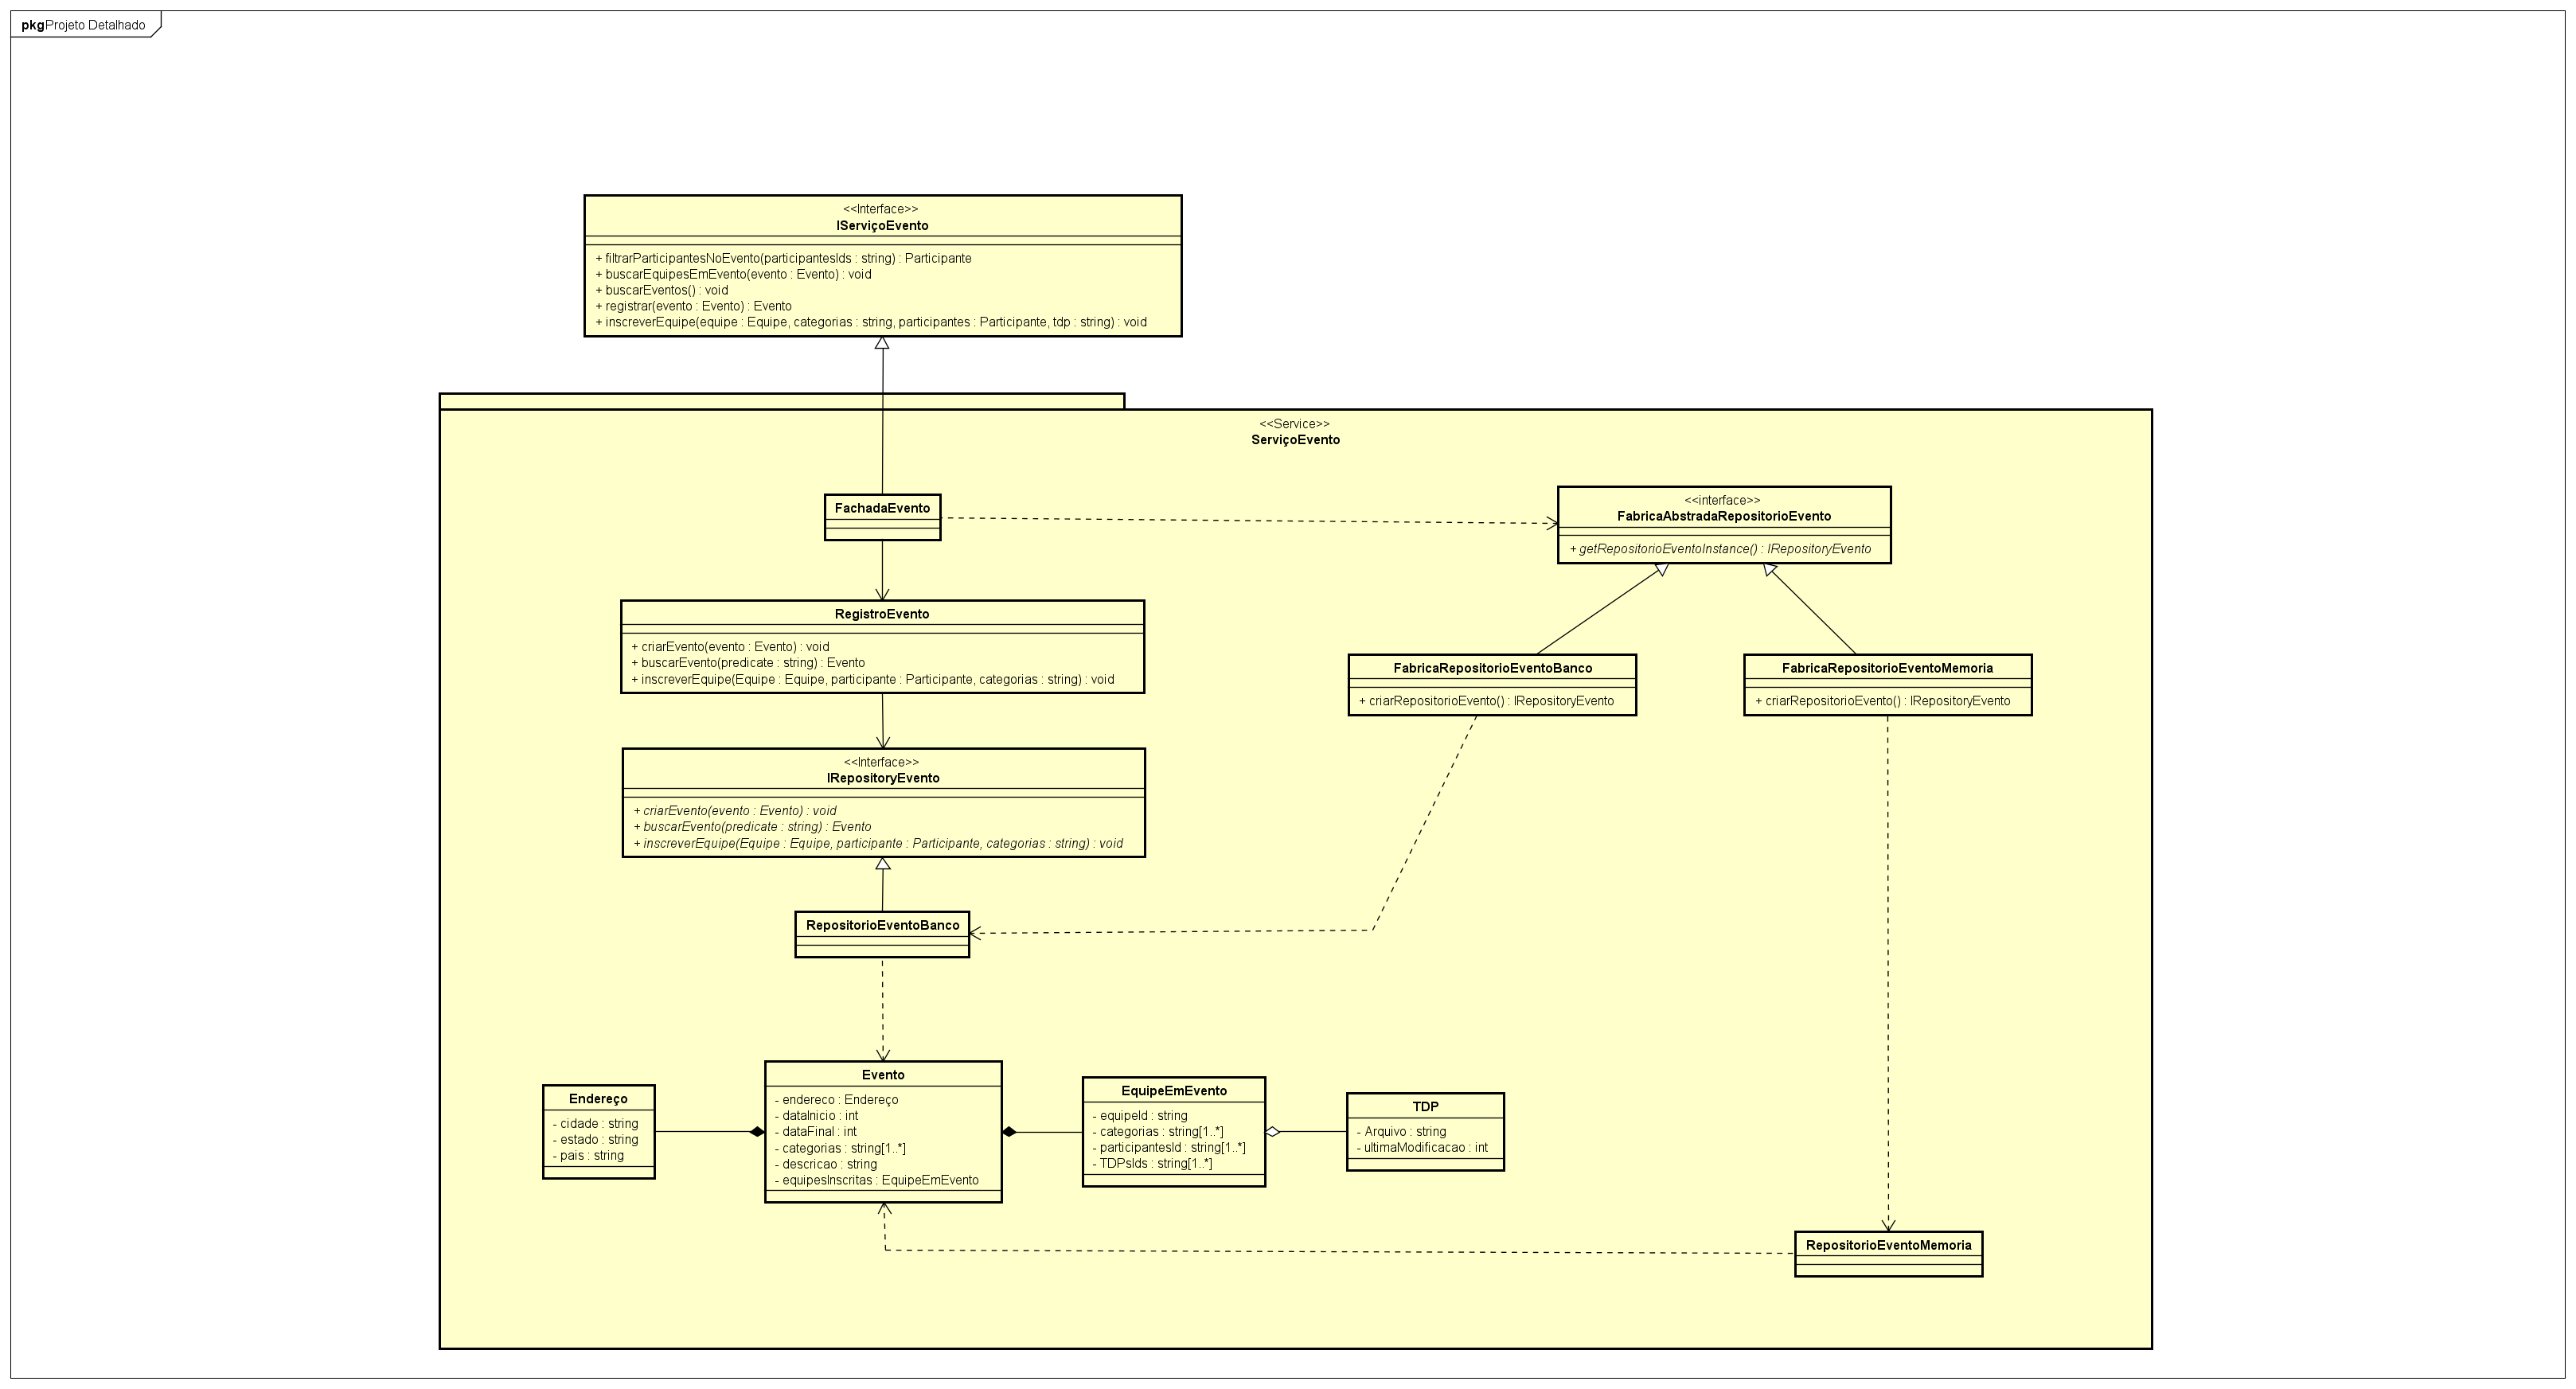 pkg Projeto Detalhado
<<Interface>>
IServiçoEvento
+ filtrarParticipantesNoEvento(participantesIds : string) : Participante
+ buscarEquipesEmEvento(evento : Evento) : void
+ buscarEventos() : void
+ registrar(evento : Evento) : Evento
+ inscreverEquipe(equipe : Equipe, categorias : string, participantes : Participante, tdp : string) : void
<<Service>>
ServiçoEvento
FachadaEvento
<<interface>>
FabricaAbstradaRepositorioEvento
+ getRepositorioEventoInstance() : IRepositoryEvento
RegistroEvento
+ criarEvento(evento : Evento) : void
+ buscarEvento(predicate : string) : Evento
+ inscreverEquipe(Equipe : Equipe, participante : Participante, categorias : string) : void
FabricaRepositorioEventoBanco
+ criarRepositorioEvento() : IRepositoryEvento
FabricaRepositorioEventoMemoria
+ criarRepositorioEvento() : IRepositoryEvento
<<Interface>>
IRepositoryEvento
+ criarEvento(evento : Evento) : void
+ buscarEvento(predicate : string) : Evento
+ inscreverEquipe(Equipe : Equipe, participante : Participante, categorias : string) : void
RepositorioEventoBanco
Endereço
- cidade : string
- estado : string
- pais : string
Evento
- endereco : Endereço
- dataInicio : int
- dataFinal : int
- categorias : string[1..*]
- descricao : string
- equipesInscritas : EquipeEmEvento
EquipeEmEvento
- equipeId : string
- categorias : string[1..*]
- participantesId : string[1..*]
- TDPsIds : string[1..*]
TDP
- Arquivo : string
- ultimaModificacao : int
RepositorioEventoMemoria